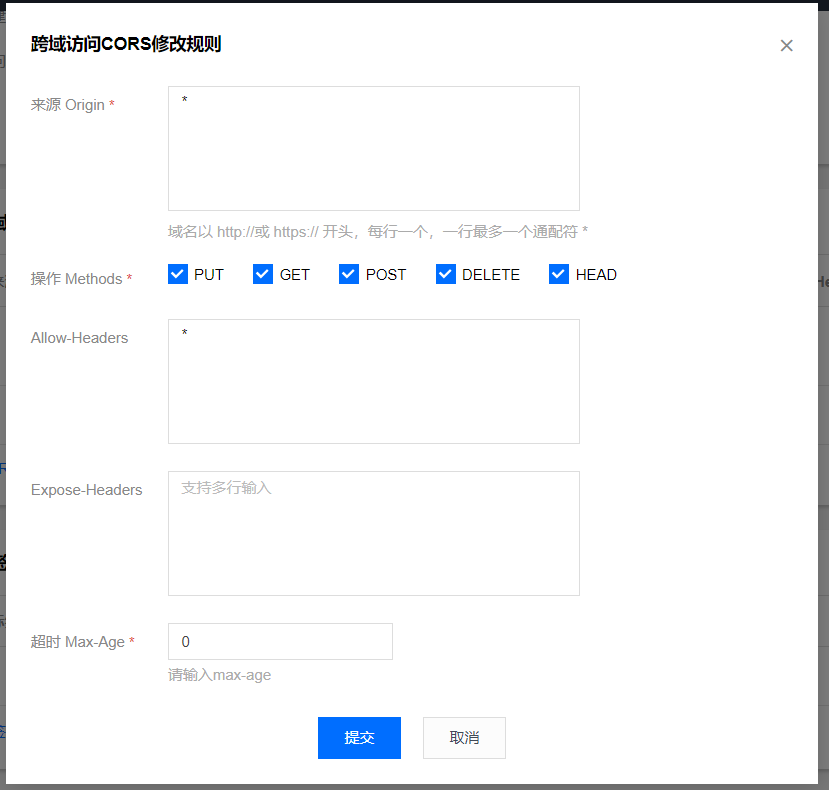 跨域访问CORS修改规则
来源 Origin *
*
域名以 http://或 https:// 开头，每行一个，一行最多一个通配符 *
操作 Methods *
PUT GET POST DELETE HEAD
Allow-Headers
*
Expose-Headers
支持多行输入
超时 Max-Age *
0
请输入max-age
提交 取消